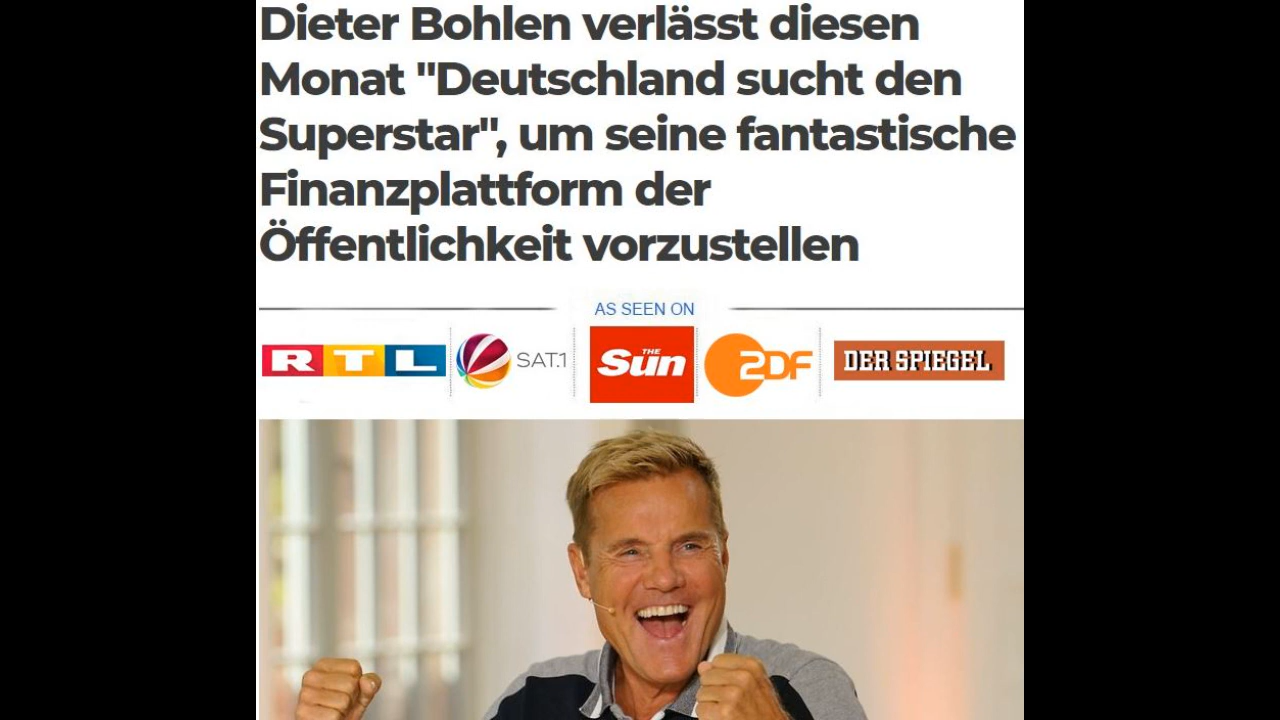 Dieter Bohlen verlässt diesen
Monat "Deutschland sucht den
Superstar", um seine fantastische
Finanzplattform der
Öffentlichkeit vorzustellen
AS SEEN ON
RTL SAT.1 THE Sun ZDF DER SPIEGEL